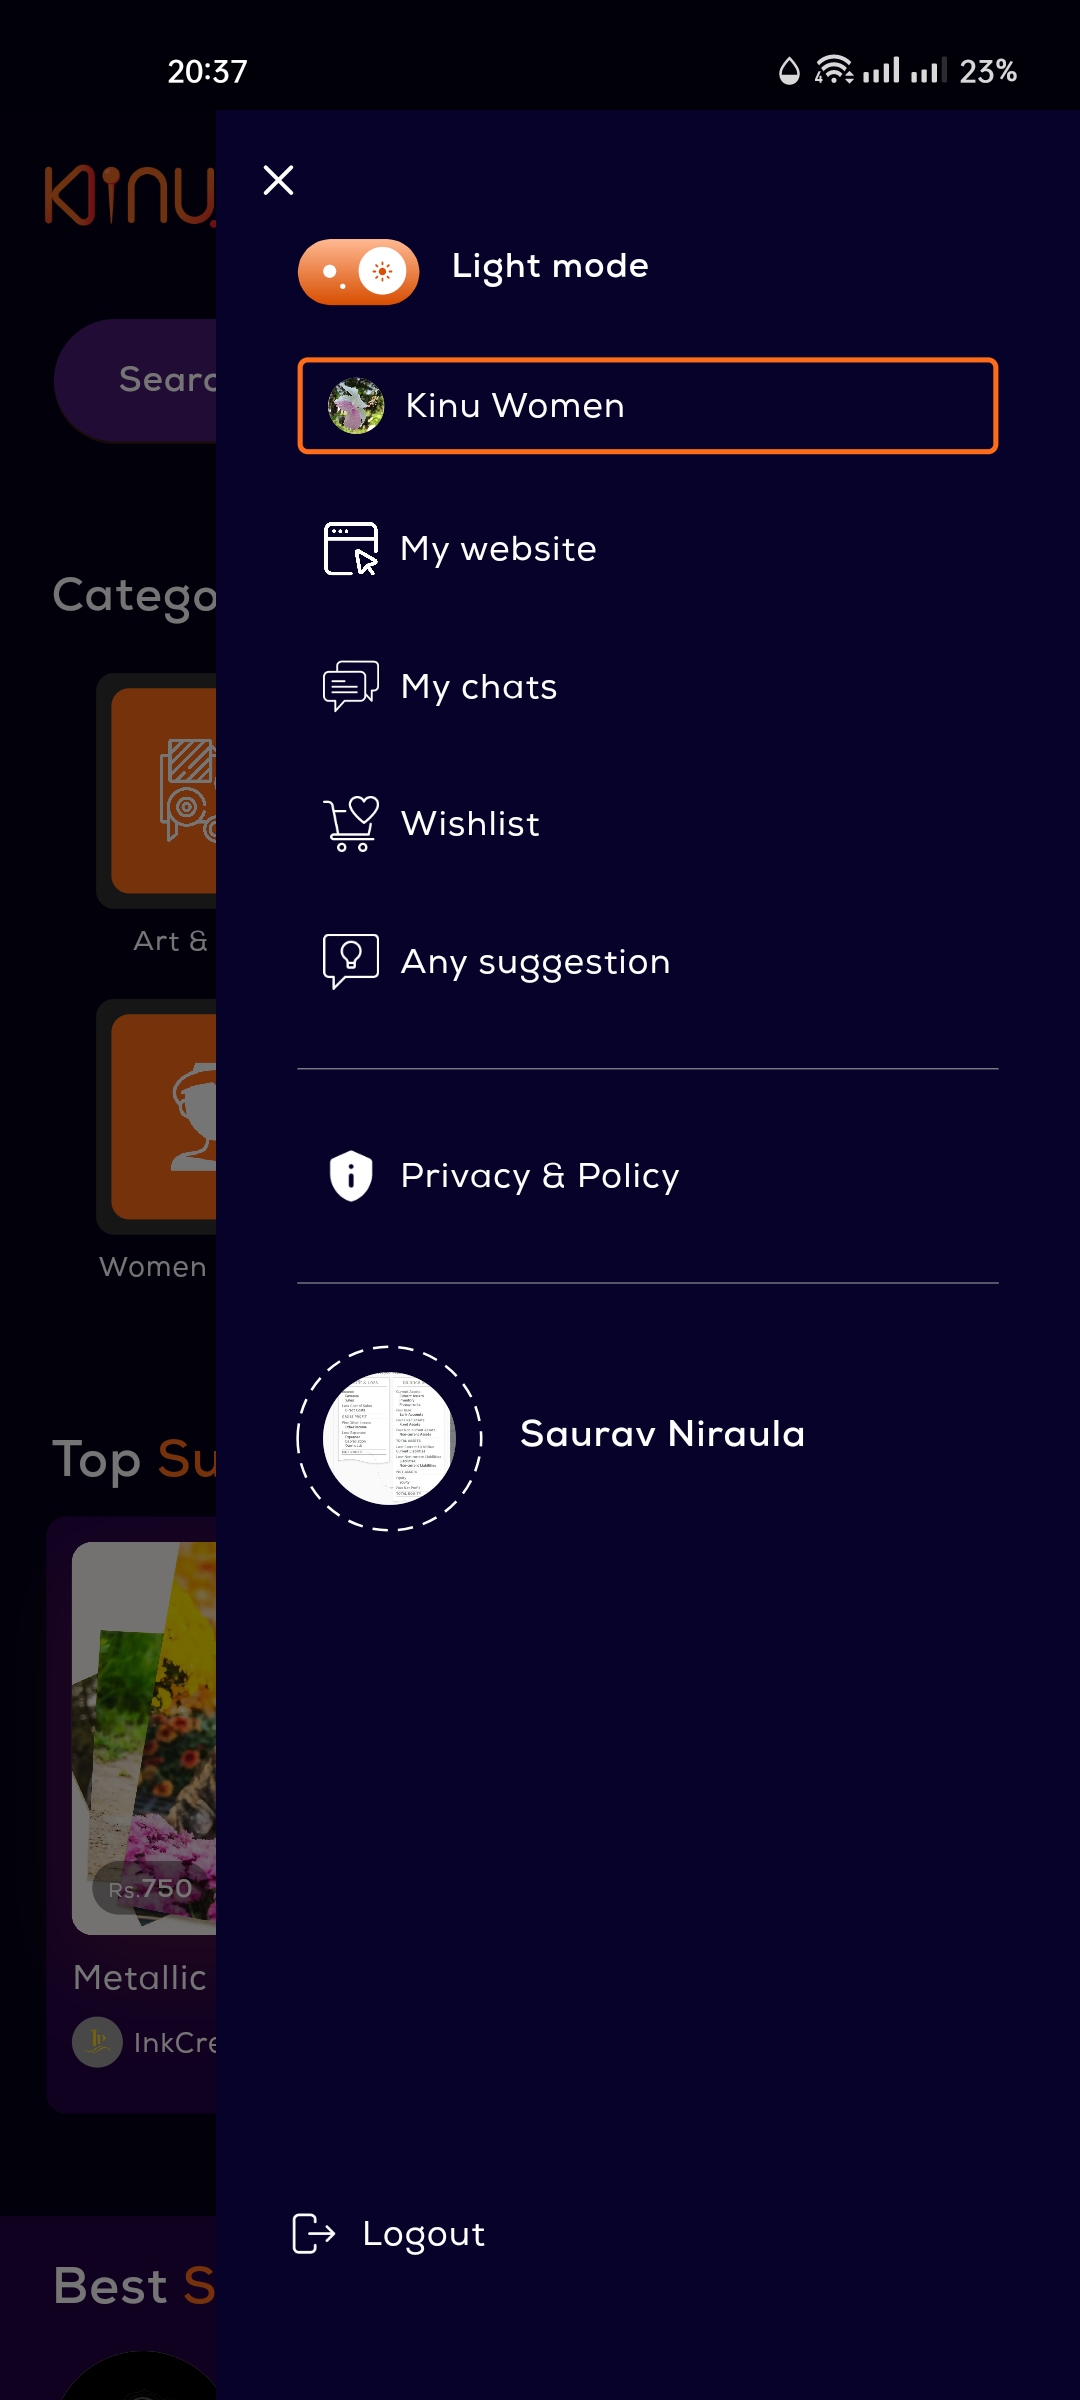 20:37
4
23%
Kinu
Light mode
Searc
Kinu Women
My website
Catego
My chats
Wishlist
Art &
Any suggestion
Privacy & Policy
Women
Saurav Niraula
Top Su
Rs.750
Metallic
InkCre
Logout
Best S